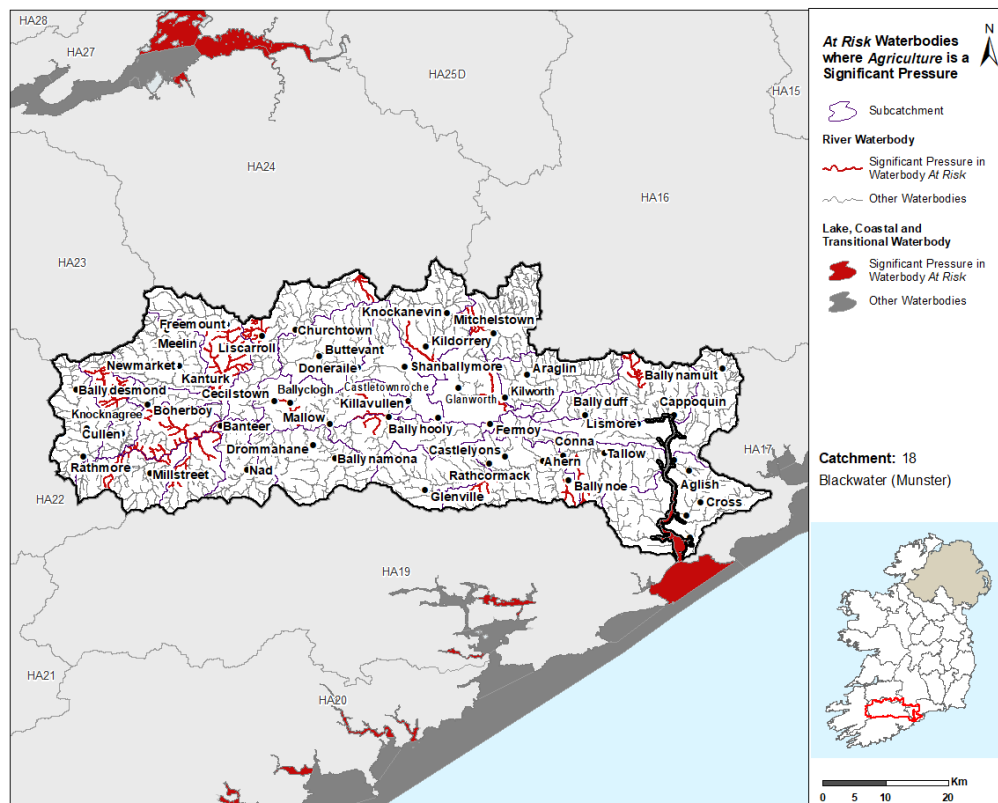 HA28
HA27
HA25D
HA15
HA24
HA16
HA23
Knockanevin
Mitchelstown
Freemount
Meelin
Churchtown
Liscarroll
Kildorrery
Buttevant
Newmarket
Doneraile
Shanballymore
Araglin
Kanturk
Ballynamult
Ballydesmond
Ballyclogh
Castletownroche
Kilworth
Cecilstown
Glanworth
Killavullen
Ballyduff
Cappoquin
Knocknagree
Boherboy
Mallow
Lismore
Cullen
Banteer
Ballyhooly
Fermoy
Conna
Drommahane
Castlelyons
Tallow
HA17
Rathmore
Nad
Ballynamona
Ahern
Millstreet
Rathcormack
Aglish
Ballynoe
HA22
Glenville
Cross
HA19
HA21
HA20
At Risk Waterbodies
where Agriculture is a
Significant Pressure
N
Subcatchment
River Waterbody
Significant Pressure in
Waterbody At Risk
Other Waterbodies
Lake, Coastal and
Transitional Waterbody
Significant Pressure in
Waterbody At Risk
Other Waterbodies
Catchment: 18
Blackwater (Munster)
Km
0 5 10 20